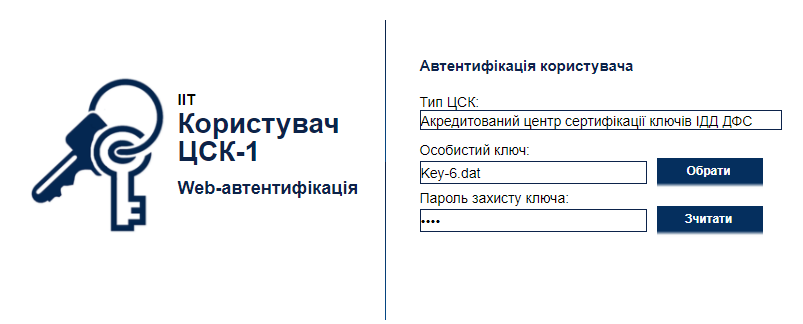 ІІТ
Користувач
ЦСК-1
Web-автентифікація
Автентифікація користувача
Тип ЦСК:
Акредитований центр сертифікації ключів ІДД ДФС
Особистий ключ:
Key-6.dat
Обрати
Пароль захисту ключа:
••••
Зчитати